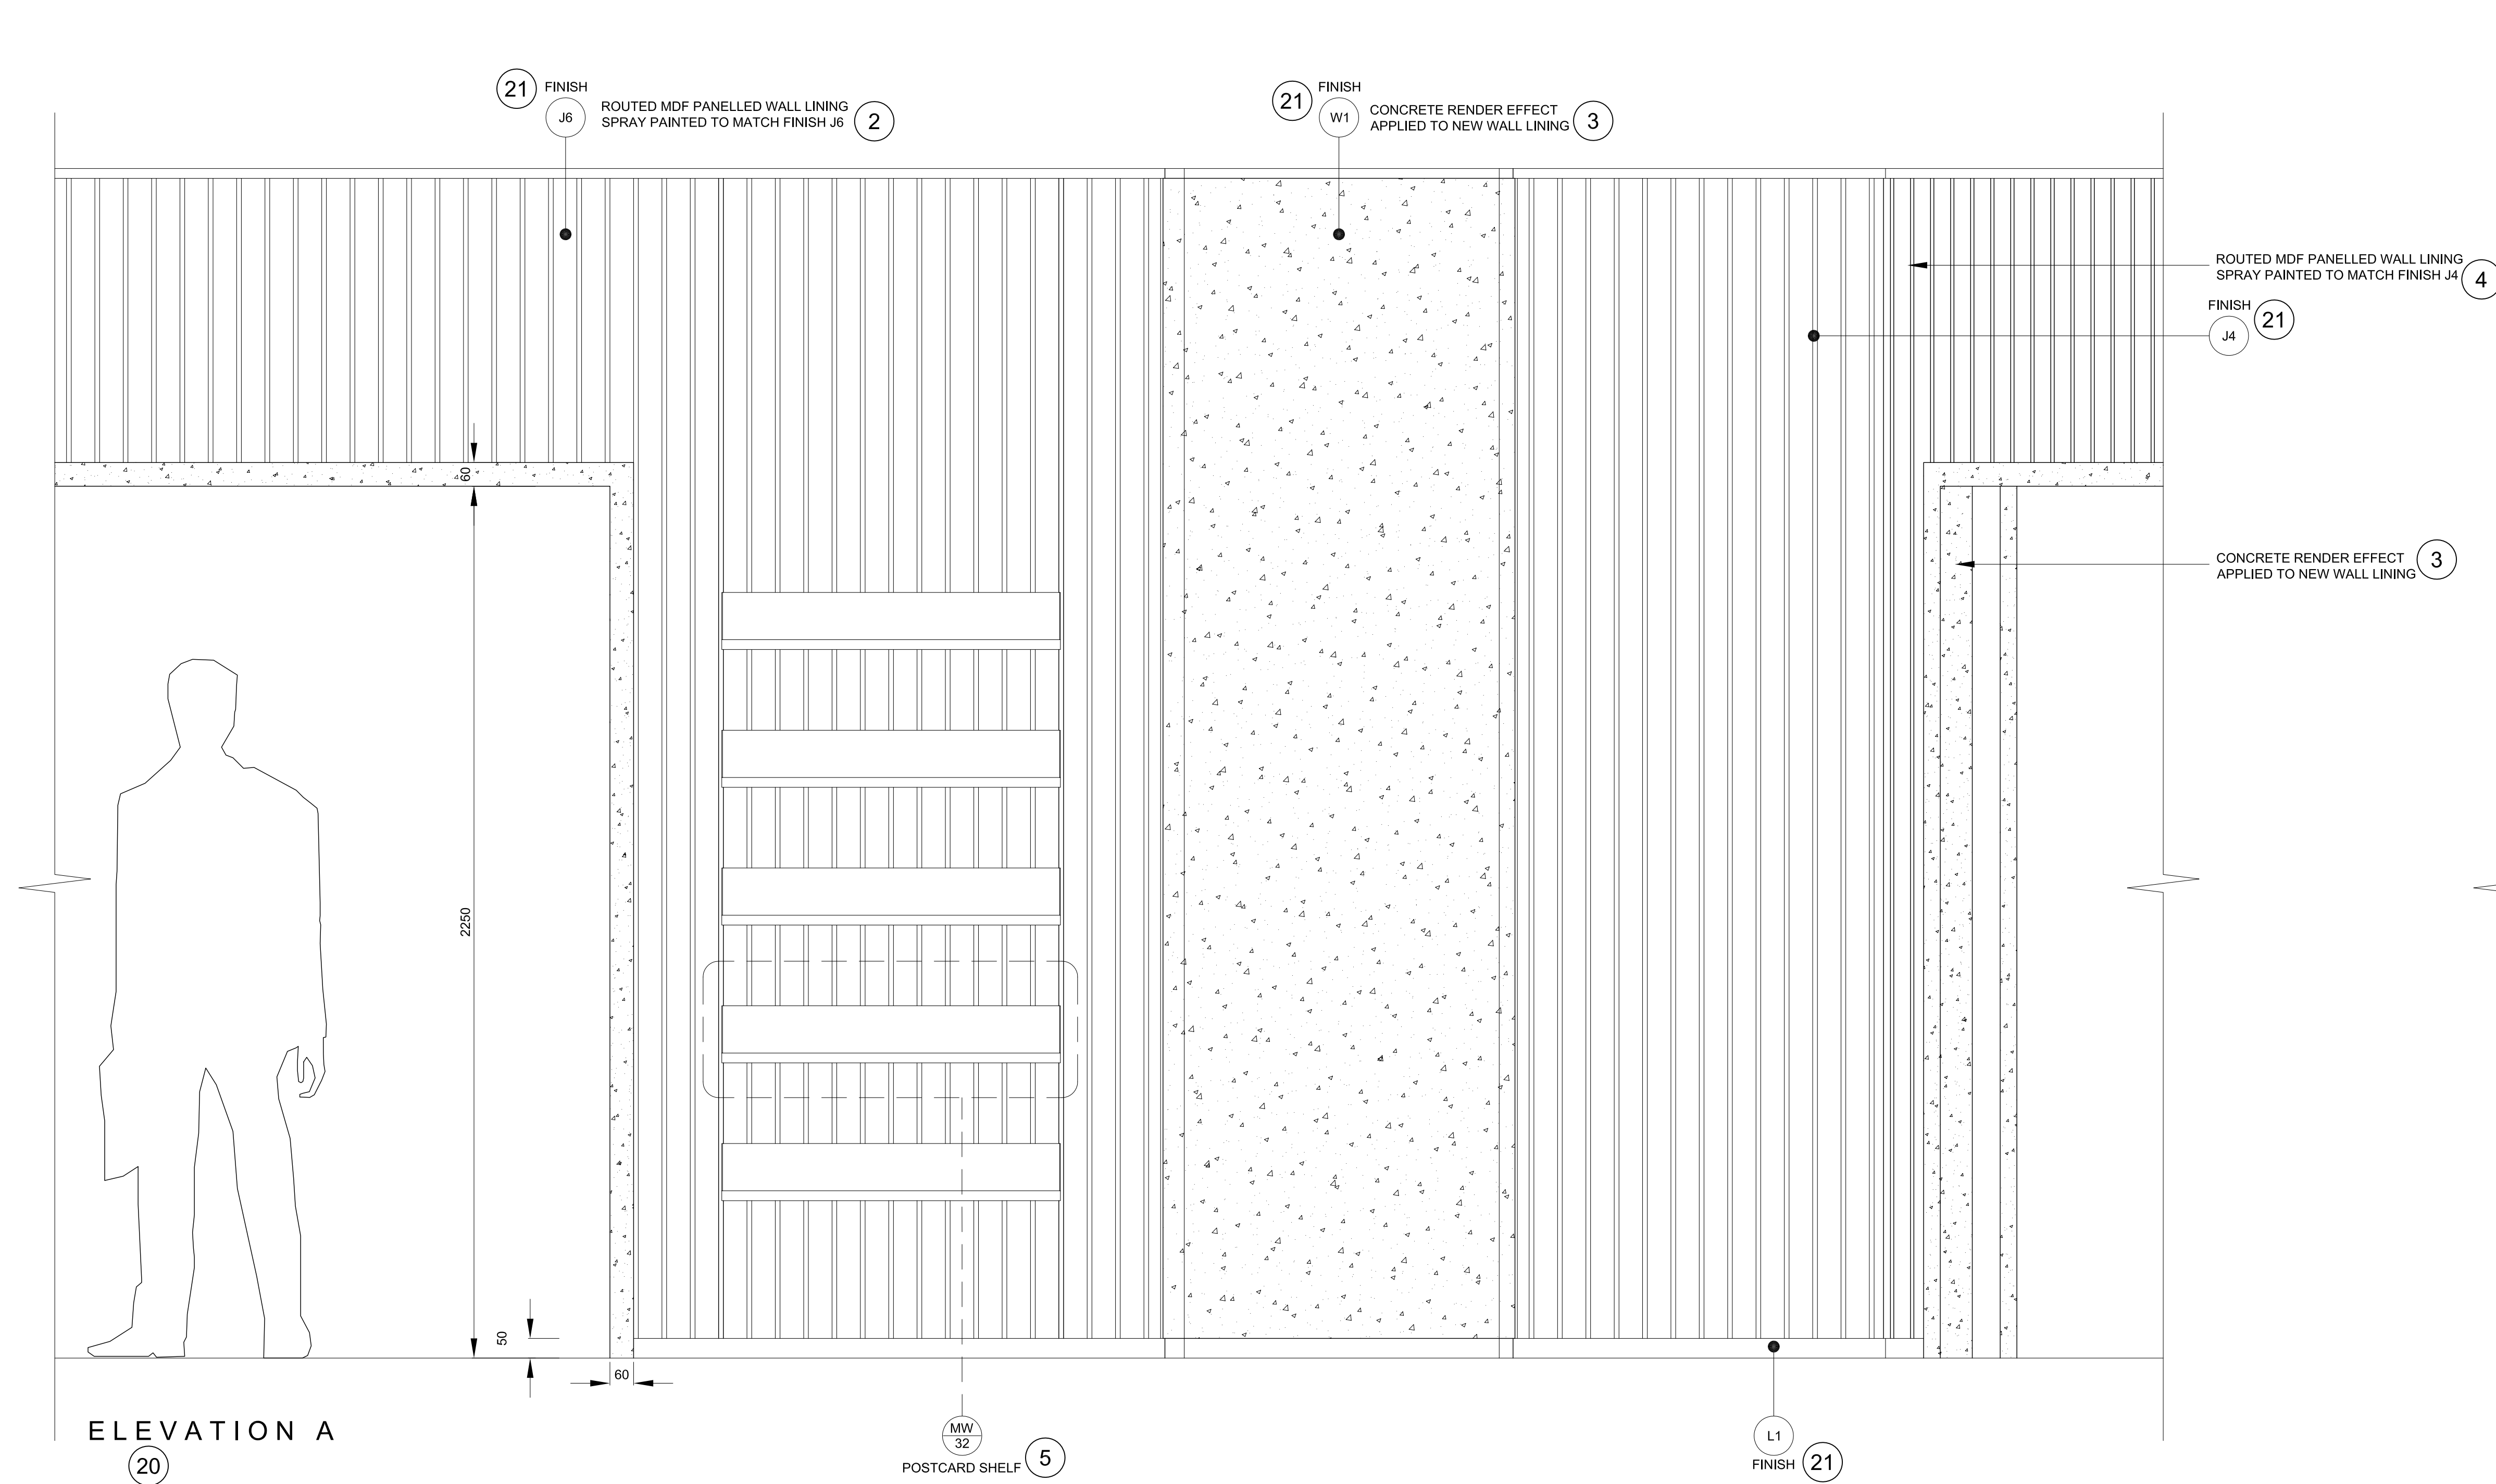 21 FINISH
J6
ROUTED MDF PANELLED WALL LINING
SPRAY PAINTED TO MATCH FINISH J6
2
21 FINISH
W1
CONCRETE RENDER EFFECT
APPLIED TO NEW WALL LINING
3
ROUTED MDF PANELLED WALL LINING
SPRAY PAINTED TO MATCH FINISH J4
4
FINISH 21
J4
60
CONCRETE RENDER EFFECT
APPLIED TO NEW WALL LINING
3
2250
50
60
ELEVATION A
20
MW
32
POSTCARD SHELF 5
L1
FINISH 21